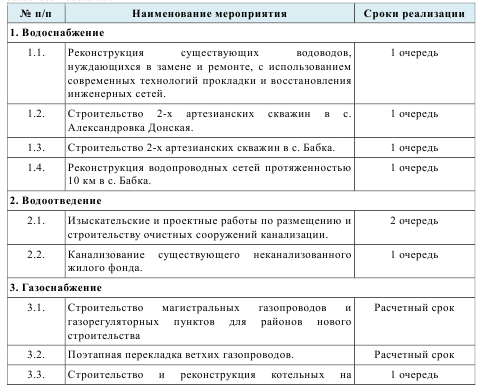 № п/п Наименование мероприятия Сроки реализации
1. Водоснабжение
1.1. Реконструкция существующих водоводов, 1 очередь
нуждающихся в замене и ремонте, с использованием
современных технологий прокладки и восстановления
инженерных сетей.
1.2. Строительство 2-х артезианских скважин в с. 1 очередь
Александровка Донская.
1.3. Строительство 2-х артезианских скважин в с. Бабка. 1 очередь
1.4. Реконструкция водопроводных сетей протяженностью 1 очередь
10 км в с. Бабка.
2. Водоотведение
2.1. Изыскательские и проектные работы по размещению и 2 очередь
строительству очистных сооружений канализации.
2.2. Канализование существующего неканализованного 1 очередь
жилого фонда.
3. Газоснабжение
3.1. Строительство магистральных газопроводов и Расчетный срок
газорегуляторных пунктов для районов нового
строительства
3.2. Поэтапная перекладка ветхих газопроводов. Расчетный срок
3.3. Строительство и реконструкция котельных на 1 очередь